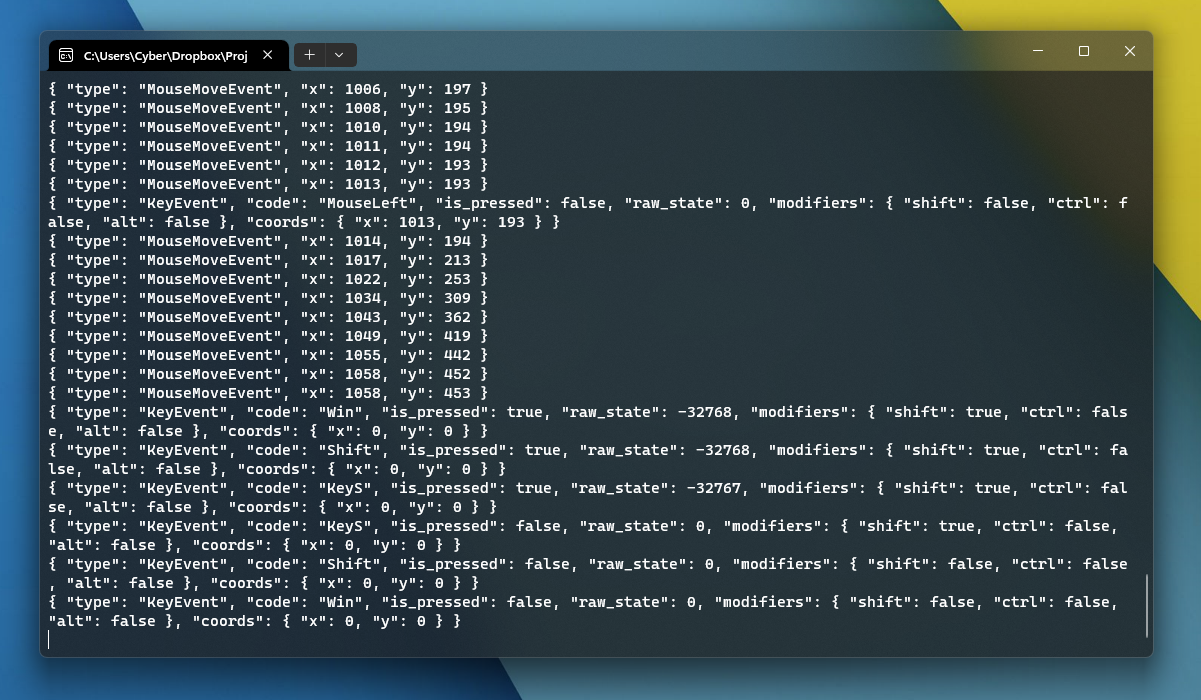 C:\Users\Cyber\Dropbox\Proj
{ "type": "MouseMoveEvent", "x": 1006, "y": 197 }
{ "type": "MouseMoveEvent", "x": 1008, "y": 195 }
{ "type": "MouseMoveEvent", "x": 1010, "y": 194 }
{ "type": "MouseMoveEvent", "x": 1011, "y": 194 }
{ "type": "MouseMoveEvent", "x": 1012, "y": 193 }
{ "type": "MouseMoveEvent", "x": 1013, "y": 193 }
{ "type": "KeyEvent", "code": "MouseLeft", "is_pressed": false, "raw_state": 0, "modifiers": { "shift": false, "ctrl": f
alse, "alt": false }, "coords": { "x": 1013, "y": 193 } }
{ "type": "MouseMoveEvent", "x": 1014, "y": 194 }
{ "type": "MouseMoveEvent", "x": 1017, "y": 213 }
{ "type": "MouseMoveEvent", "x": 1022, "y": 253 }
{ "type": "MouseMoveEvent", "x": 1034, "y": 309 }
{ "type": "MouseMoveEvent", "x": 1043, "y": 362 }
{ "type": "MouseMoveEvent", "x": 1049, "y": 419 }
{ "type": "MouseMoveEvent", "x": 1055, "y": 442 }
{ "type": "MouseMoveEvent", "x": 1058, "y": 452 }
{ "type": "MouseMoveEvent", "x": 1058, "y": 453 }
{ "type": "KeyEvent", "code": "Win", "is_pressed": true, "raw_state": -32768, "modifiers": { "shift": true, "ctrl": fals
e, "alt": false }, "coords": { "x": 0, "y": 0 } }
{ "type": "KeyEvent", "code": "Shift", "is_pressed": true, "raw_state": -32768, "modifiers": { "shift": true, "ctrl": fa
lse, "alt": false }, "coords": { "x": 0, "y": 0 } }
{ "type": "KeyEvent", "code": "KeyS", "is_pressed": true, "raw_state": -32767, "modifiers": { "shift": true, "ctrl": fal
se, "alt": false }, "coords": { "x": 0, "y": 0 } }
{ "type": "KeyEvent", "code": "KeyS", "is_pressed": false, "raw_state": 0, "modifiers": { "shift": true, "ctrl": false,
"alt": false }, "coords": { "x": 0, "y": 0 } }
{ "type": "KeyEvent", "code": "Shift", "is_pressed": false, "raw_state": 0, "modifiers": { "shift": false, "ctrl": false
, "alt": false }, "coords": { "x": 0, "y": 0 } }
{ "type": "KeyEvent", "code": "Win", "is_pressed": false, "raw_state": 0, "modifiers": { "shift": false, "ctrl": false,
"alt": false }, "coords": { "x": 0, "y": 0 } }